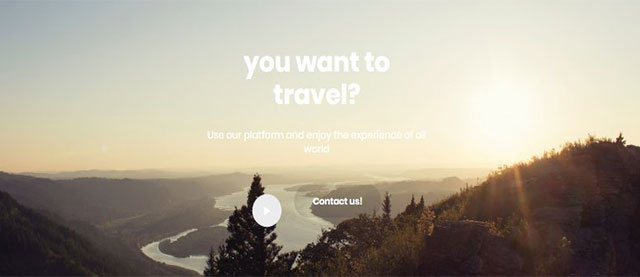 you want to
travel?
Use our platform and enjoy the experience of all
world
Contact us!